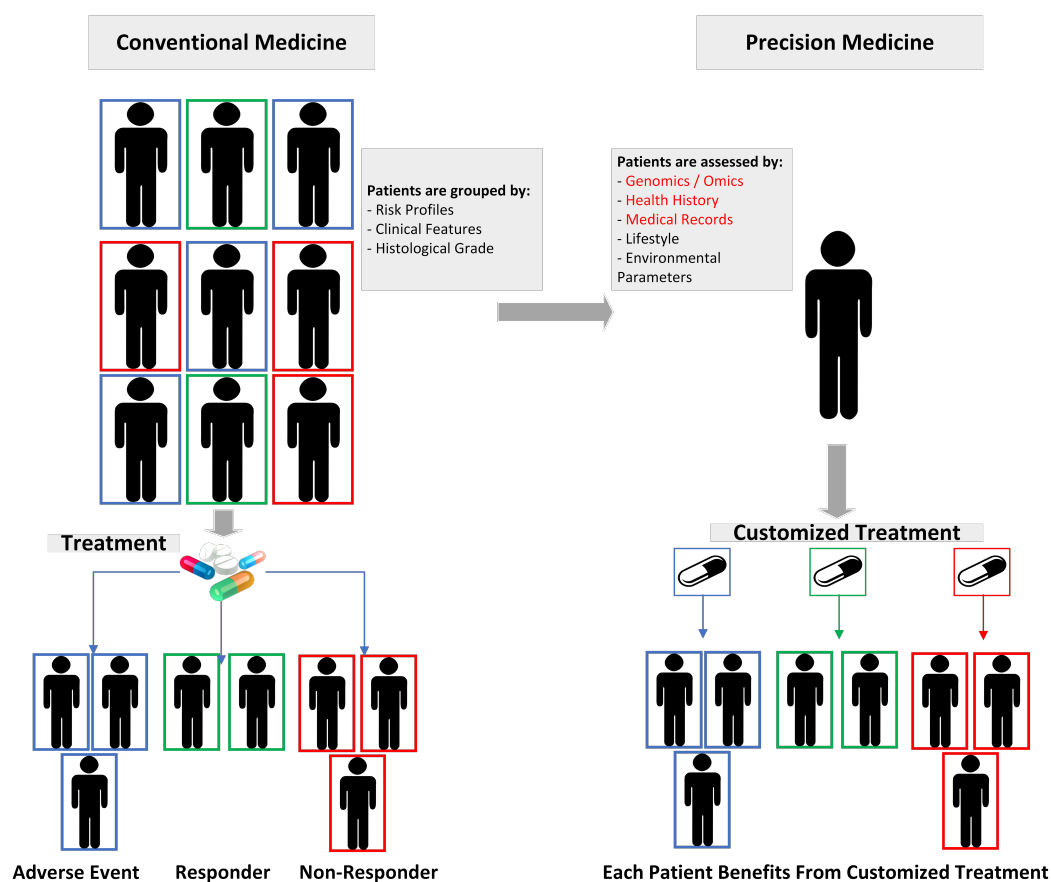 Conventional Medicine
Precision Medicine
Patients are grouped by:
- Risk Profiles
- Clinical Features
- Histological Grade
Patients are assessed by:
- Genomics / Omics
- Health History
- Medical Records
- Lifestyle
- Environmental
Parameters
Treatment
Customized Treatment
Adverse Event
Responder
Non-Responder
Each Patient Benefits From Customized Treatment